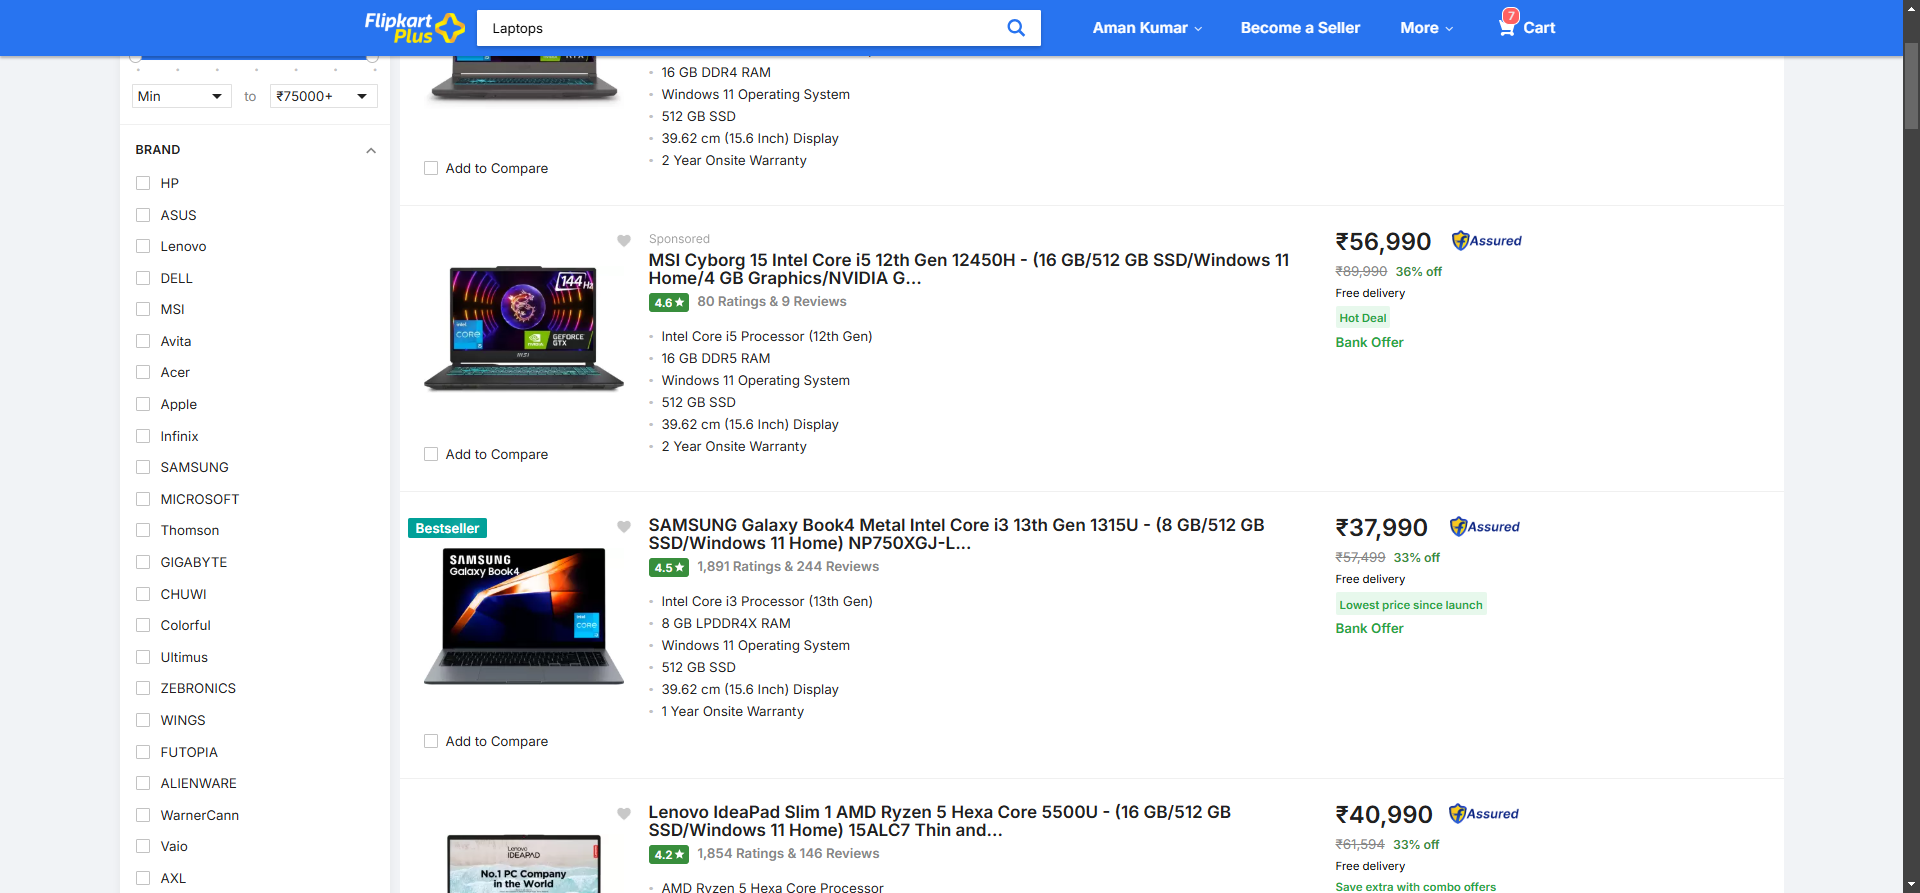 Flipkart
Plus
Laptops
Aman Kumar
Become a Seller
More
7
Cart
Min
to
₹75000+
BRAND
HP
ASUS
Lenovo
DELL
MSI
Avita
Acer
Apple
Infinix
SAMSUNG
MICROSOFT
Thomson
GIGABYTE
CHUWI
Colorful
Ultimus
ZEBRONICS
WINGS
FUTOPIA
ALIENWARE
WarnerCann
Vaio
AXL
16 GB DDR4 RAM
Windows 11 Operating System
512 GB SSD
39.62 cm (15.6 Inch) Display
2 Year Onsite Warranty
Add to Compare
144Hz
intel
CORE
i5
NVIDIA
GEFORCE
GTX
msi
Sponsored
MSI Cyborg 15 Intel Core i5 12th Gen 12450H - (16 GB/512 GB SSD/Windows 11
Home/4 GB Graphics/NVIDIA G...
4.6★ 80 Ratings & 9 Reviews
Intel Core i5 Processor (12th Gen)
16 GB DDR5 RAM
Windows 11 Operating System
512 GB SSD
39.62 cm (15.6 Inch) Display
2 Year Onsite Warranty
Add to Compare
₹56,990 Assured
₹89,990 36% off
Free delivery
Hot Deal
Bank Offer
Bestseller
SAMSUNG
Galaxy Book4
intel
CORE
SAMSUNG Galaxy Book4 Metal Intel Core i3 13th Gen 1315U - (8 GB/512 GB
SSD/Windows 11 Home) NP750XGJ-L...
4.5★ 1,891 Ratings & 244 Reviews
Intel Core i3 Processor (13th Gen)
8 GB LPDDR4X RAM
Windows 11 Operating System
512 GB SSD
39.62 cm (15.6 Inch) Display
1 Year Onsite Warranty
Add to Compare
₹37,990 Assured
₹57,499 33% off
Free delivery
Lowest price since launch
Bank Offer
Lenovo
IDEAPAD
No.1 PC Company
in the World
Lenovo IdeaPad Slim 1 AMD Ryzen 5 Hexa Core 5500U - (16 GB/512 GB
SSD/Windows 11 Home) 15ALC7 Thin and...
4.2★ 1,854 Ratings & 146 Reviews
AMD Ryzen 5 Hexa Core Processor
₹40,990 Assured
₹61,594 33% off
Free delivery
Save extra with combo offers